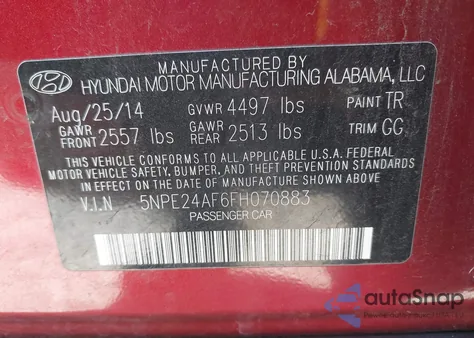 MANUFACTURED BY
HYUNDAI MOTOR MANUFACTURING ALABAMA, LLC
Aug/25/14 GVWR 4497 lbs PAINT TR
GAWR FRONT 2557 lbs GAWR REAR 2513 lbs TRIM GG
THIS VEHICLE CONFORMS TO ALL APPLICABLE U.S.A. FEDERAL
MOTOR VEHICLE SAFETY, BUMPER, AND THEFT PREVENTION STANDARDS
IN EFFECT ON THE DATE OF MANUFACTURE SHOWN ABOVE.
V.I.N 5NPE24AF6FH070883
PASSENGER CAR
autoSnap